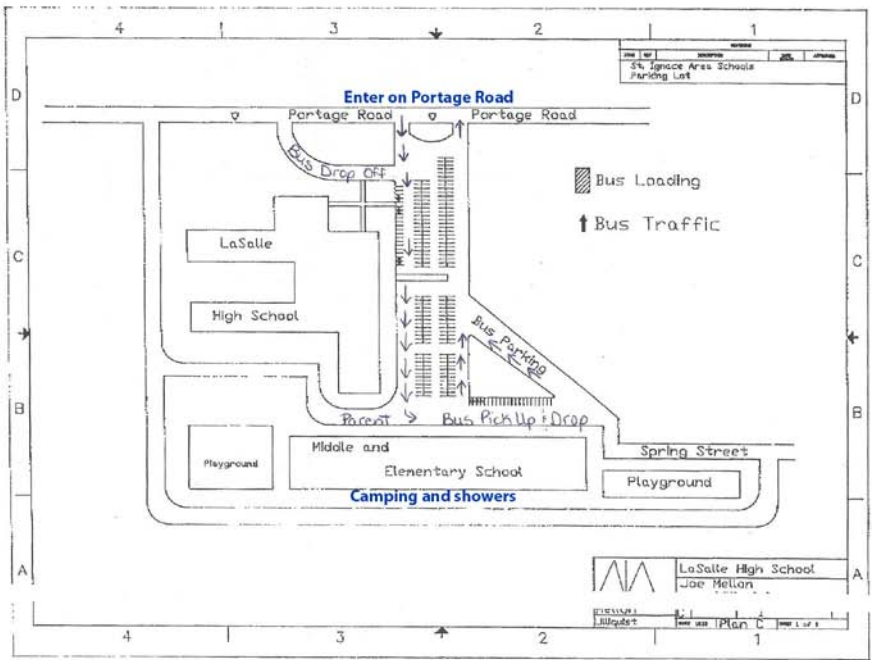 4 3 2 1
St. Ignace Area Schools
Parking Lot
D D
Enter on Portage Road
Portage Road Portage Road
Bus Drop Off
Bus Loading
Bus Traffic
C C
LaSalle
High School
Bus Parking
B B
Parent Bus Pick Up & Drop
Middle and
Elementary School
Playground
Spring Street
Playground
Camping and showers
A A
LaSalle High School
Joe Mellon
Plan C
4 3 2 1